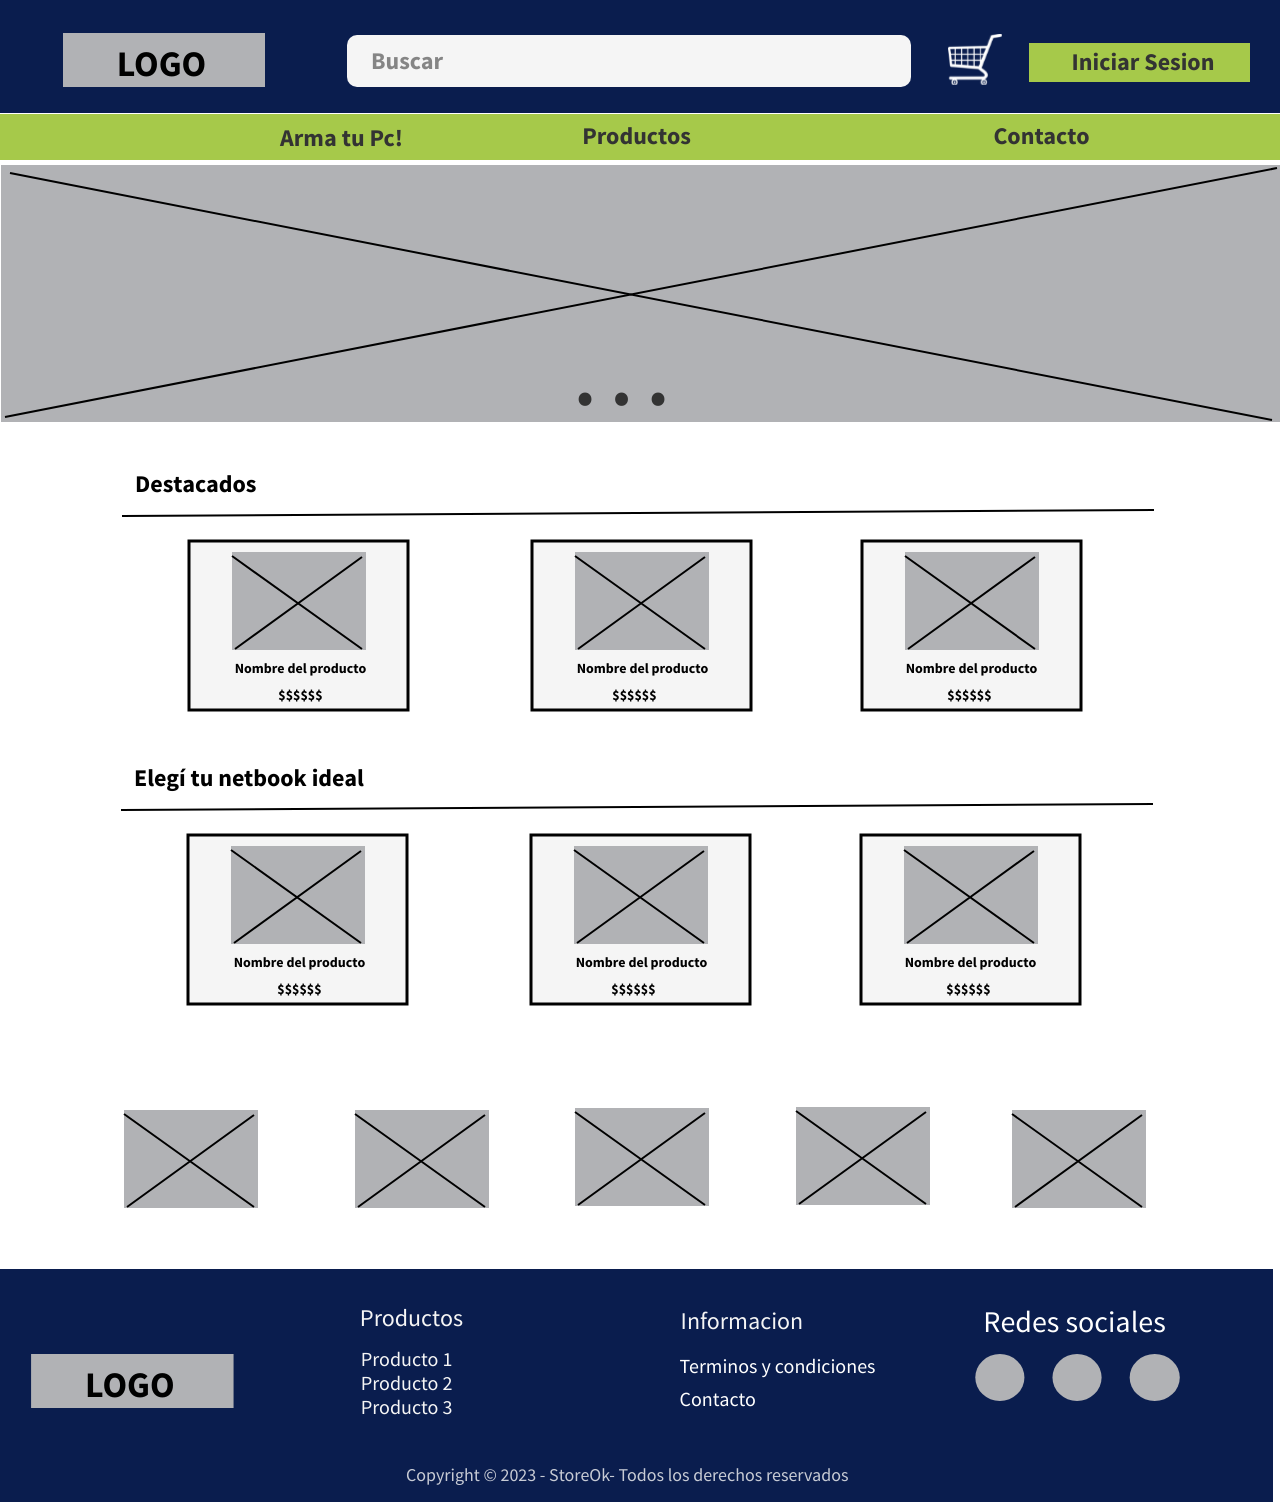 LOGO
Buscar
Iniciar Sesion
Arma tu Pc!
Productos
Contacto
Destacados
Nombre del producto
$$$$$$
Nombre del producto
$$$$$$
Nombre del producto
$$$$$$
Elegí tu netbook ideal
Nombre del producto
$$$$$$
Nombre del producto
$$$$$$
Nombre del producto
$$$$$$
LOGO
Productos
Producto 1
Producto 2
Producto 3
Informacion
Terminos y condiciones
Contacto
Redes sociales
Copyright © 2023 - StoreOk- Todos los derechos reservados